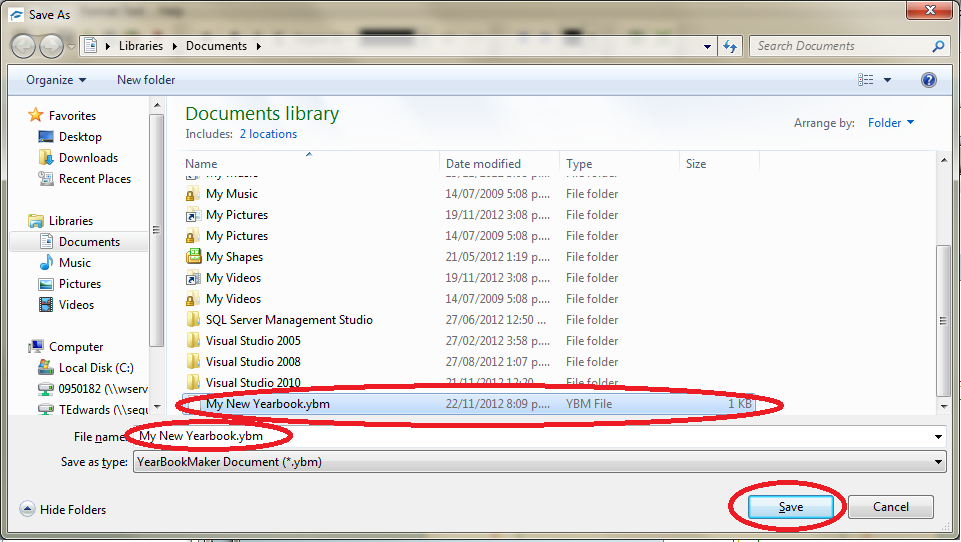 Save As
Libraries Documents
Search Documents
Organize New folder
Documents library
Includes: 2 locations
Arrange by: Folder
Favorites
Desktop
Downloads
Recent Places
Libraries
Documents
Music
Pictures
Videos
Computer
Local Disk (C:)
0950182 (\\wserv
TEdwards (\\sequ
Name Date modified Type Size
My Music 14/07/2009 5:08 p.... File folder
My Pictures 19/11/2012 3:08 p.... File folder
My Pictures 14/07/2009 5:08 p.... File folder
My Shapes 21/05/2012 1:19 p.... File folder
My Videos 19/11/2012 3:08 p.... File folder
My Videos 14/07/2009 5:08 p.... File folder
SQL Server Management Studio 27/06/2012 12:50 ... File folder
Visual Studio 2005 27/02/2012 3:58 p.... File folder
Visual Studio 2008 27/08/2012 1:07 p.... File folder
Visual Studio 2010 21/11/2012 12:20 ... File folder
My New Yearbook.ybm 22/11/2012 8:09 p.... YBM File 1 KB
File name: My New Yearbook.ybm
Save as type: YearBookMaker Document (*.ybm)
Hide Folders
Save Cancel